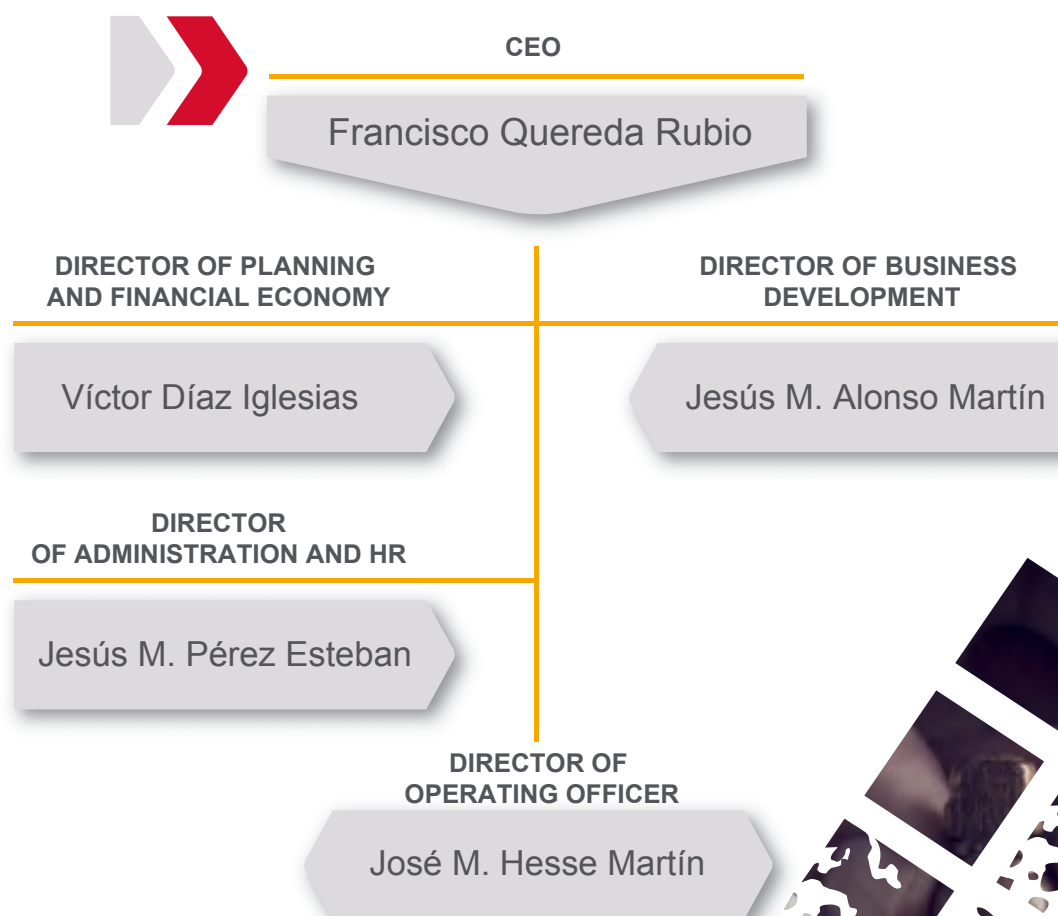 CEO
Francisco Quereda Rubio
DIRECTOR OF PLANNING
AND FINANCIAL ECONOMY
Víctor Díaz Iglesias
DIRECTOR OF BUSINESS
DEVELOPMENT
Jesús M. Alonso Martín
DIRECTOR
OF ADMINISTRATION AND HR
Jesús M. Pérez Esteban
DIRECTOR OF
OPERATING OFFICER
José M. Hesse Martín